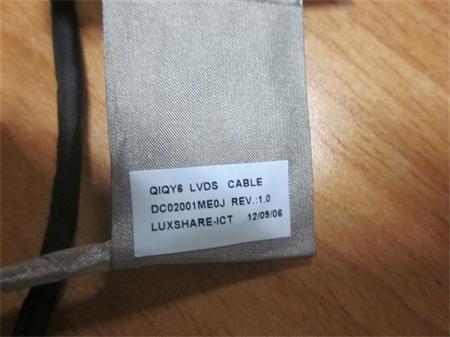 QIQY6 LVDS CABLE
DC02001ME0J REV.:1.0
LUXSHARE-ICT 12/09/06